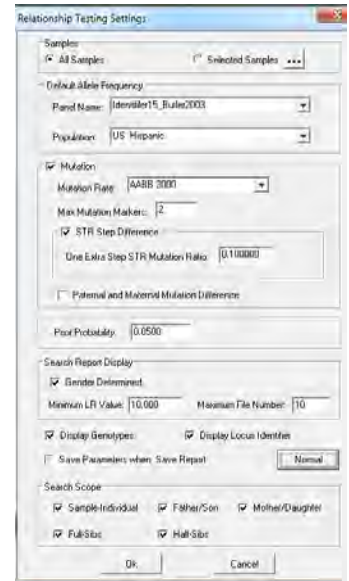 Relationship Testing Settings
Samples
All Samples Selected Samples ...
Default Allele Frequency
Panel Name: Identifiler15_Butler2003
Population: US Hispanic
Mutation
Mutation Rate: AABB 2000
Max Mutation Markers: 2
STR Step Difference
One Extra Step STR Mutation Ratio: 0.100000
Paternal and Maternal Mutation Difference
Prior Probability: 0.0500
Search Report Display
Gender Determined
Minimum LR Value: 10.000 Maximum File Number: 10
Display Genotypes Display Locus Identifier
Save Parameters when Save Report Normal
Search Scope
Sample-Individual Father/Son Mother/Daughter
Full-Sibs Half-Sibs
Ok Cancel